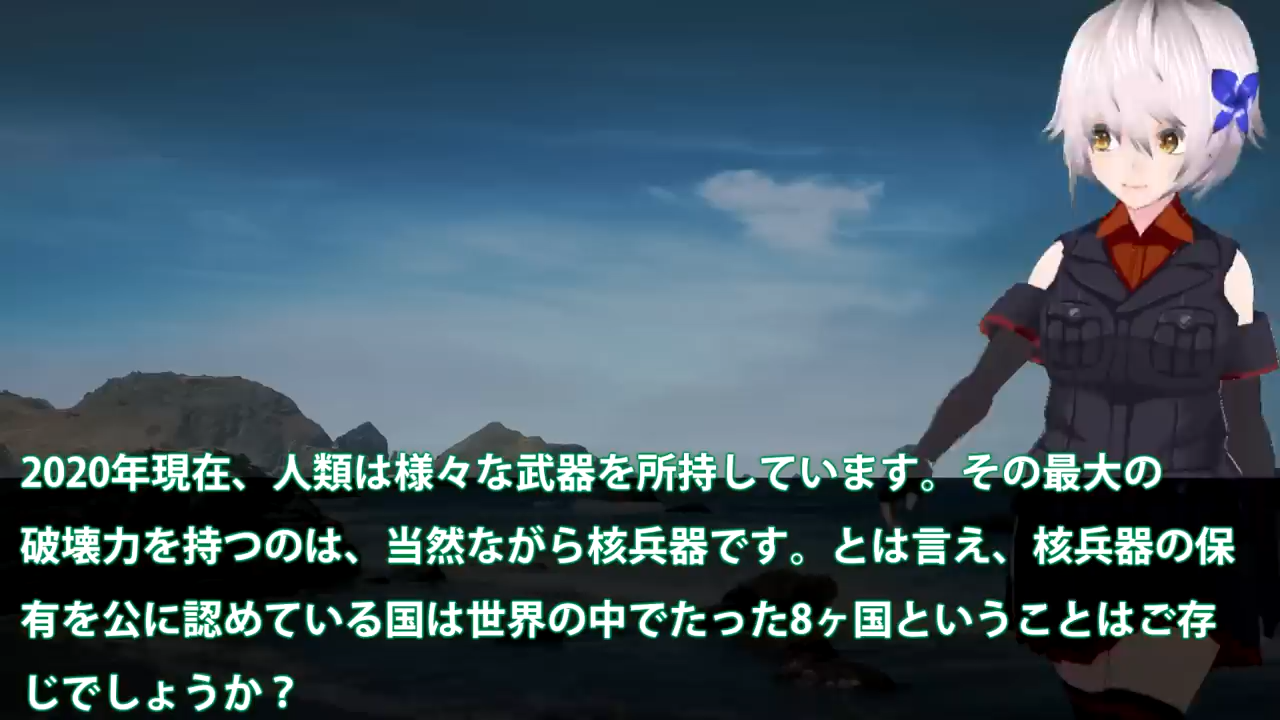 2020年現在、人類は様々な武器を所持しています。その最大の
破壊力を持つのは、当然ながら核兵器です。とは言え、核兵器の保
有を公に認めている国は世界の中でたった8ヶ国ということはご存
じでしょうか？